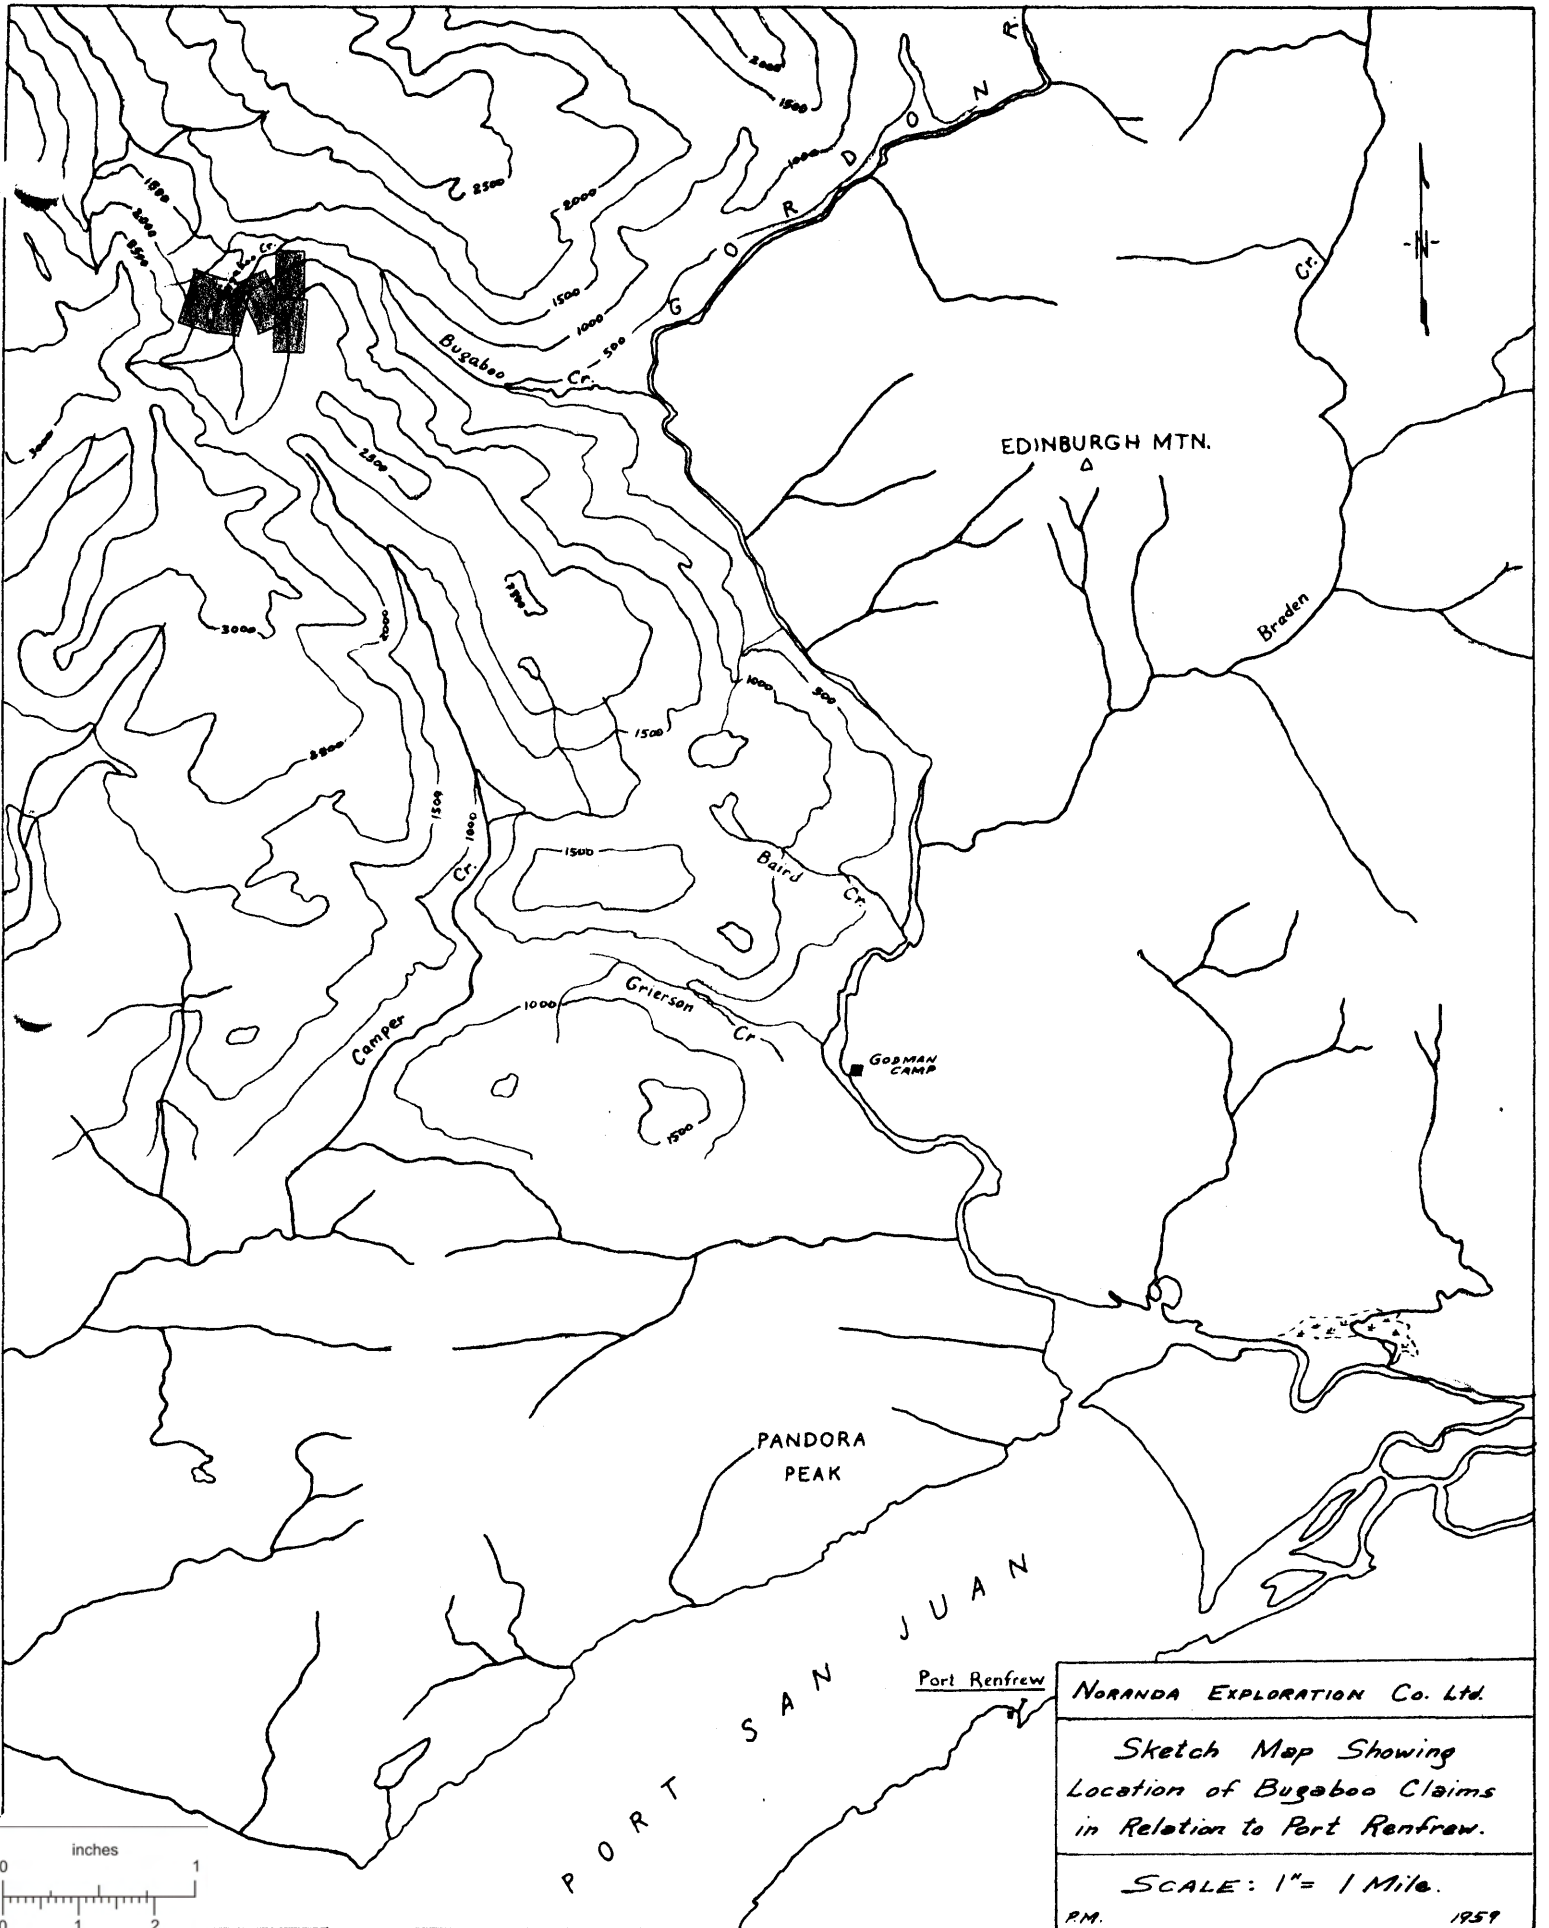 2000
1500
GORDON R.
1000
2500
2000
1500
2000
2500
Bugaboo Cr.
-N-
Cr.
1500
1000
500
Bugaboo Cr.
3000
2500
EDINBURGH MTN.
2000
3000
Braden
1000
500
1500
2500
1500
1000
Cr.
1500
Baird Cr.
Grierson Cr
1000
Camper
GODMAN
CAMP
1500
PANDORA
PEAK
PORT SAN JUAN
Port Renfrew
NORANDA EXPLORATION Co. Ltd.
Sketch Map Showing
Location of Bugaboo Claims
in Relation to Port Renfrew.
SCALE: 1"= 1 Mile.
P.M. 1959
inches
0 1
0 1 2